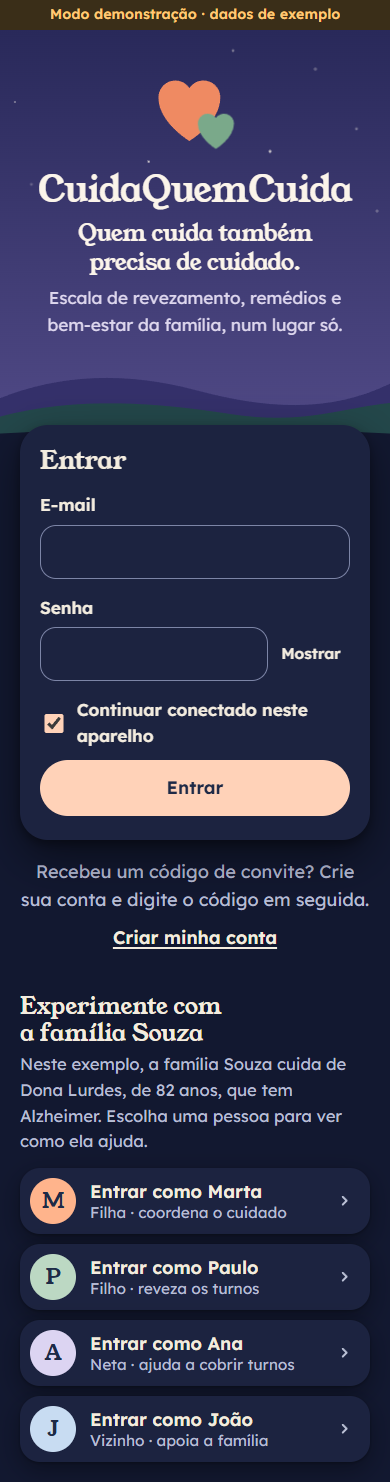 Modo demonstração · dados de exemplo
CuidaQuemCuida
Quem cuida também
precisa de cuidado.
Escala de revezamento, remédios e
bem-estar da família, num lugar só.
Entrar
E-mail
Senha
Mostrar
Continuar conectado neste
aparelho
Entrar
Recebeu um código de convite? Crie
sua conta e digite o código em seguida.
Criar minha conta
Experimente com
a família Souza
Neste exemplo, a família Souza cuida de
Dona Lurdes, de 82 anos, que tem
Alzheimer. Escolha uma pessoa para ver
como ela ajuda.
M
Entrar como Marta
Filha · coordena o cuidado
P
Entrar como Paulo
Filho · reveza os turnos
A
Entrar como Ana
Neta · ajuda a cobrir turnos
J
Entrar como João
Vizinho · apoia a família